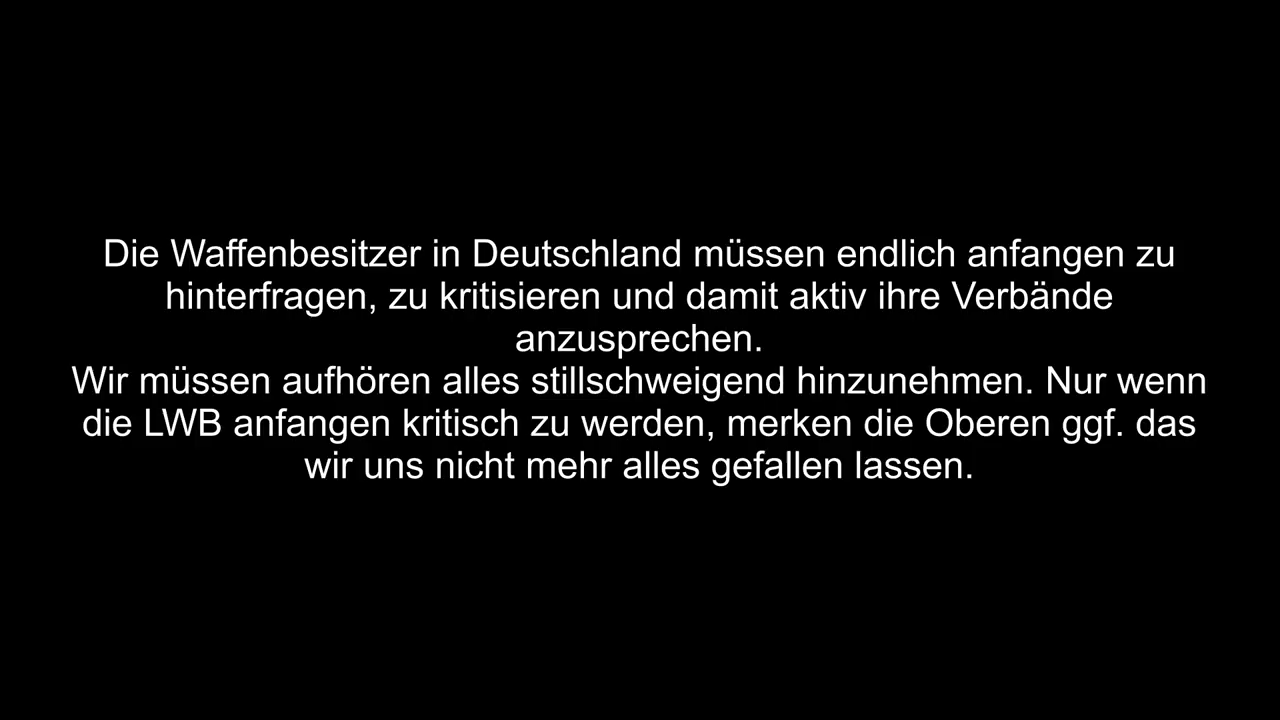 Die Waffenbesitzer in Deutschland müssen endlich anfangen zu
hinterfragen, zu kritisieren und damit aktiv ihre Verbände
anzusprechen.
Wir müssen aufhören alles stillschweigend hinzunehmen. Nur wenn
die LWB anfangen kritisch zu werden, merken die Oberen ggf. das
wir uns nicht mehr alles gefallen lassen.